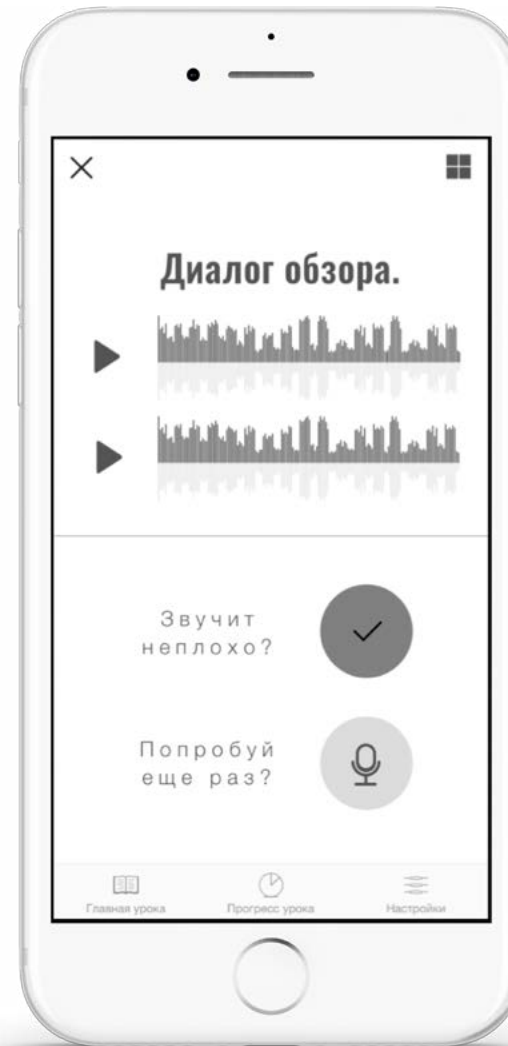 Диалог обзора.
Звучит
неплохо?
Попробуй
еще раз?
Главная урока
Прогресс урока
Настройки